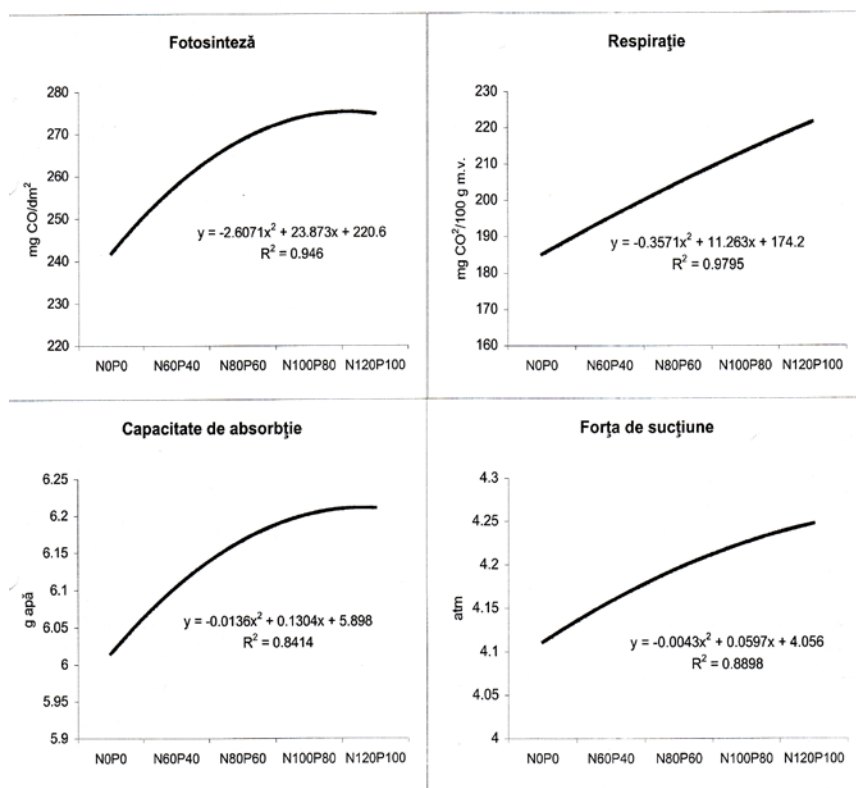 Fotosinteză
mg CO/dm²
280
270
260
250
240
230
220
y = -2.6071x² + 23.873x + 220.6
R² = 0.946
N0P0 N60P40 N80P60 N100P80 N120P100
Respirație
mg CO²/100 g m.v.
230
220
210
200
190
180
170
160
y = -0.3571x² + 11.263x + 174.2
R² = 0.9795
N0P0 N60P40 N80P60 N100P80 N120P100
Capacitate de absorbție
g apă
6.25
6.2
6.15
6.1
6.05
6
5.95
5.9
y = -0.0136x² + 0.1304x + 5.898
R² = 0.8414
N0P0 N60P40 N80P60 N100P80 N120P100
Forța de sucțiune
atm
4.3
4.25
4.2
4.15
4.1
4.05
4
y = -0.0043x² + 0.0597x + 4.056
R² = 0.8898
N0P0 N60P40 N80P60 N100P80 N120P100